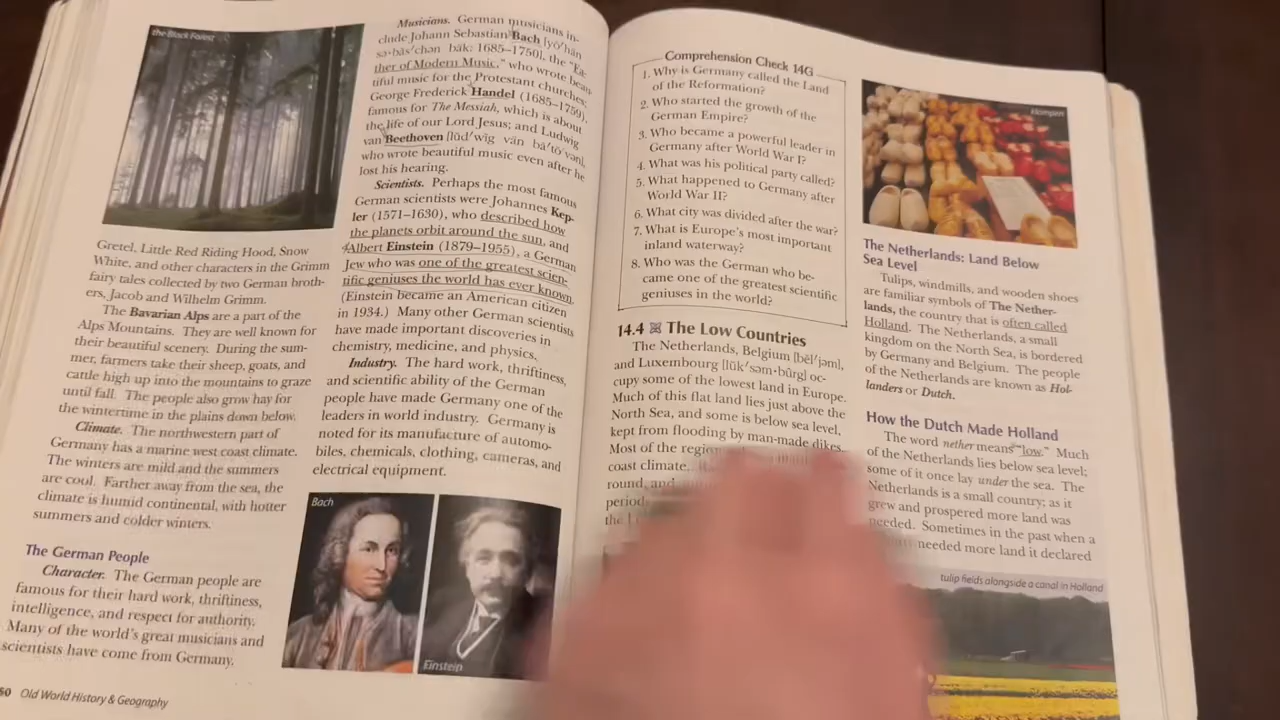 the Black Forest
Gretel, Little Red Riding Hood, Snow
White, and other characters in the Grimm
fairy tales collected by two German broth-
ers, Jacob and Wilhelm Grimm.
The Bavarian Alps are a part of the
Alps Mountains. They are well known for
their beautiful scenery. During the sum-
mer, farmers take their sheep, goats, and
cattle high up into the mountains to graze
until fall. The people also grow hay for
the wintertime in the plains down below.
Climate. The northwestern part of
Germany has a marine west coast climate.
The winters are mild and the summers
are cool. Farther away from the sea, the
climate is humid continental, with hotter
summers and colder winters.
The German People
Character. The German people are
famous for their hard work, thriftiness,
intelligence, and respect for authority.
Many of the world's great musicians and
scientists have come from Germany.
60 Old World History & Geography
Musicians. German musicians in-
clude Johann Sebastian Bach [yō′hän
sə·bäs′chən bäk: 1685–1750], the "Fa-
ther of Modern Music," who wrote beau-
tiful music for the Protestant churches;
George Frederick Handel (1685–1759),
famous for The Messiah, which is about
the life of our Lord Jesus; and Ludwig
van Beethoven [lüd′wĭg vän bā′tō·vən],
who wrote beautiful music even after he
lost his hearing.
Scientists. Perhaps the most famous
German scientists were Johannes Kep-
ler (1571–1630), who described how
the planets orbit around the sun, and
Albert Einstein (1879–1955), a German
Jew who was one of the greatest scien-
tific geniuses the world has ever known.
(Einstein became an American citizen
in 1934.) Many other German scientists
have made important discoveries in
chemistry, medicine, and physics.
Industry. The hard work, thriftiness,
and scientific ability of the German
people have made Germany one of the
leaders in world industry. Germany is
noted for its manufacture of automo-
biles, chemicals, clothing, cameras, and
electrical equipment.
Bach
Einstein
Comprehension Check 14G
1. Why is Germany called the Land
of the Reformation?
2. Who started the growth of the
German Empire?
3. Who became a powerful leader in
Germany after World War I?
4. What was his political party called?
5. What happened to Germany after
World War II?
6. What city was divided after the war?
7. What is Europe's most important
inland waterway?
8. Who was the German who be-
came one of the greatest scientific
geniuses in the world?
14.4 The Low Countries
The Netherlands, Belgium [bĕl′jəm],
and Luxembourg [lŭk′səm·bûrg] oc-
cupy some of the lowest land in Europe.
Much of this flat land lies just above the
North Sea, and some is below sea level,
kept from flooding by man-made dikes.
Most of the region
coast climate.
round, and
period
the
The Netherlands: Land Below
Sea Level
Tulips, windmills, and wooden shoes
are familiar symbols of The Nether-
lands, the country that is often called
Holland. The Netherlands, a small
kingdom on the North Sea, is bordered
by Germany and Belgium. The people
of the Netherlands are known as Hol-
landers or Dutch.
How the Dutch Made Holland
The word nether means "low." Much
of the Netherlands lies below sea level;
some of it once lay under the sea. The
Netherlands is a small country; as it
grew and prospered more land was
needed. Sometimes in the past when a
needed more land it declared
tulip fields alongside a canal in Holland